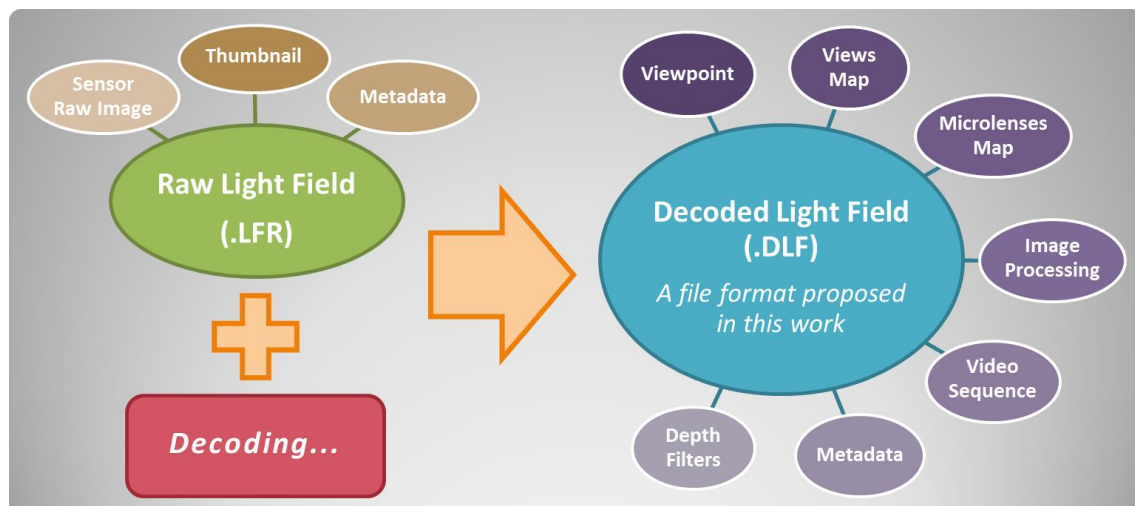 Thumbnail
Sensor
Raw Image
Metadata
Raw Light Field
(.LFR)
Decoding...
Viewpoint
Views
Map
Microlenses
Map
Decoded Light Field
(.DLF)
A file format proposed
in this work
Image
Processing
Video
Sequence
Metadata
Depth
Filters